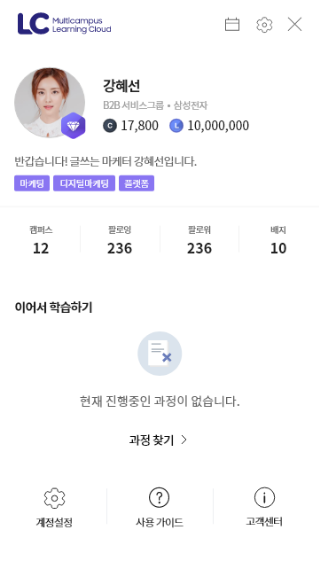 LC Multicampus
Learning Cloud
강혜선
B2B 서비스그룹 • 삼성전자
C 17,800 L 10,000,000
반갑습니다! 글쓰는 마케터 강혜선입니다.
마케팅 디지털마케팅 플랫폼
캠퍼스 팔로잉 팔로워 배지
12 236 236 10
이어서 학습하기
현재 진행중인 과정이 없습니다.
과정 찾기 >
계정설정 사용 가이드 고객센터